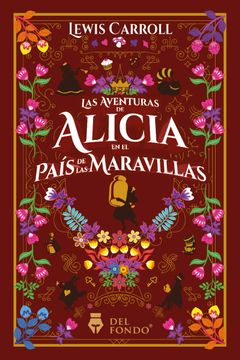 LEWIS CARROLL
LAS AVENTURAS
DE
ALICIA
EN EL
PAÍS DE LAS MARAVILLAS
DEL
FONDO®